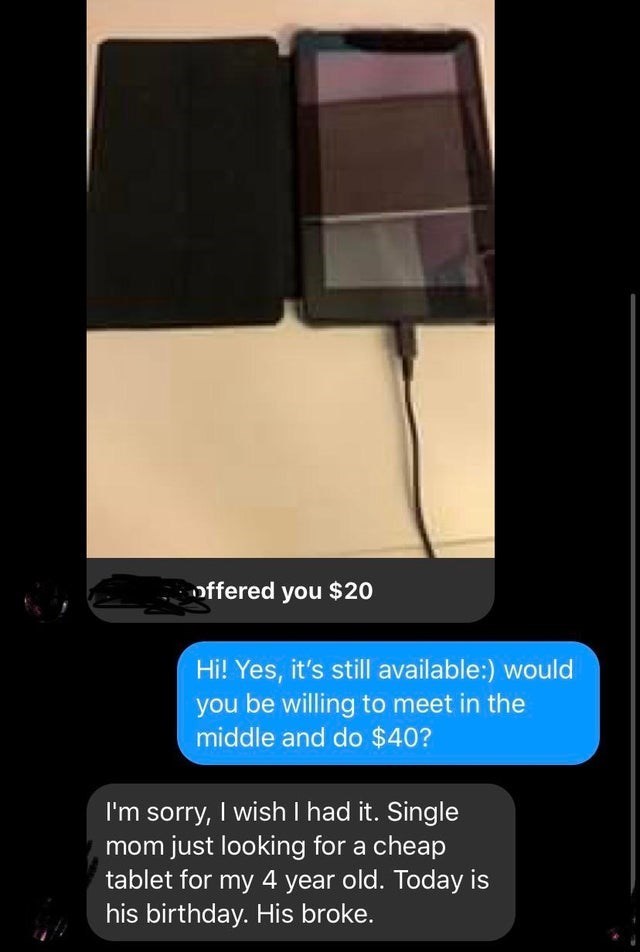 offered you $20
Hi! Yes, it's still available:) would
you be willing to meet in the
middle and do $40?
I'm sorry, I wish I had it. Single
mom just looking for a cheap
tablet for my 4 year old. Today is
his birthday. His broke.